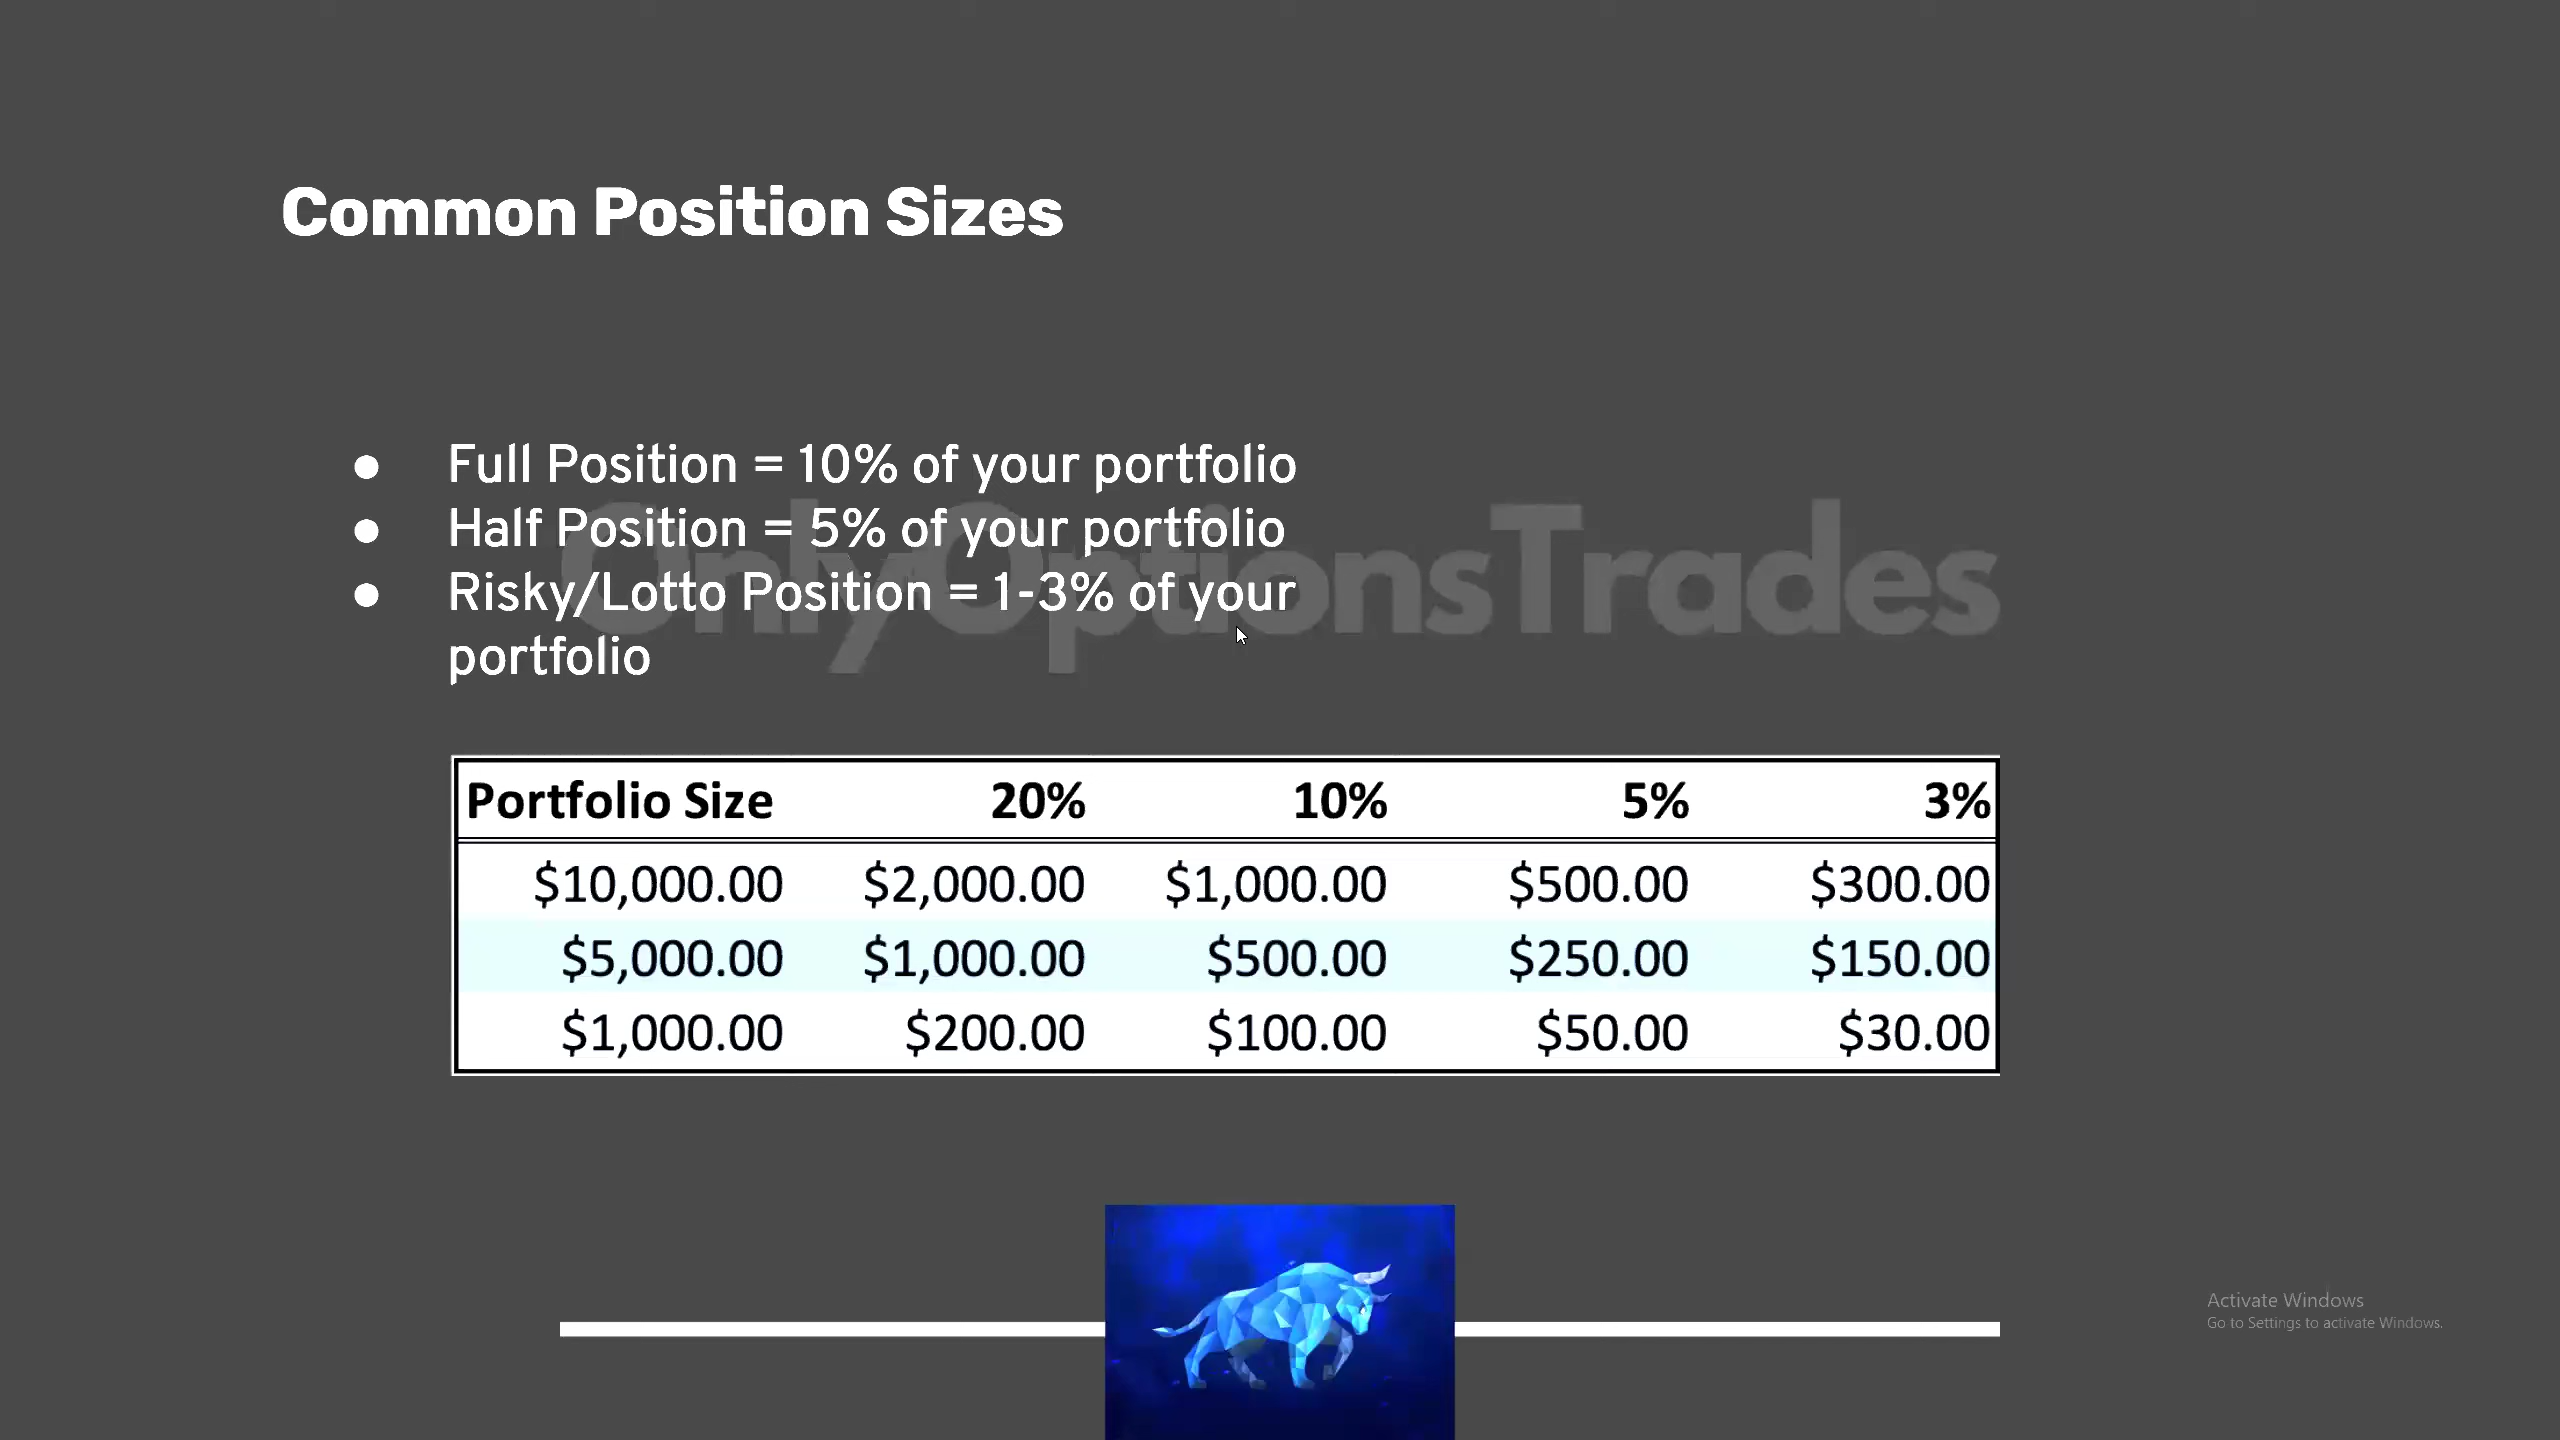 Common Position Sizes
● Full Position = 10% of your portfolio
● Half Position = 5% of your portfolio
● Risky/Lotto Position = 1-3% of your
portfolio
OnlyOptionsTrades
Portfolio Size 20% 10% 5% 3%
$10,000.00 $2,000.00 $1,000.00 $500.00 $300.00
$5,000.00 $1,000.00 $500.00 $250.00 $150.00
$1,000.00 $200.00 $100.00 $50.00 $30.00
Activate Windows
Go to Settings to activate Windows.